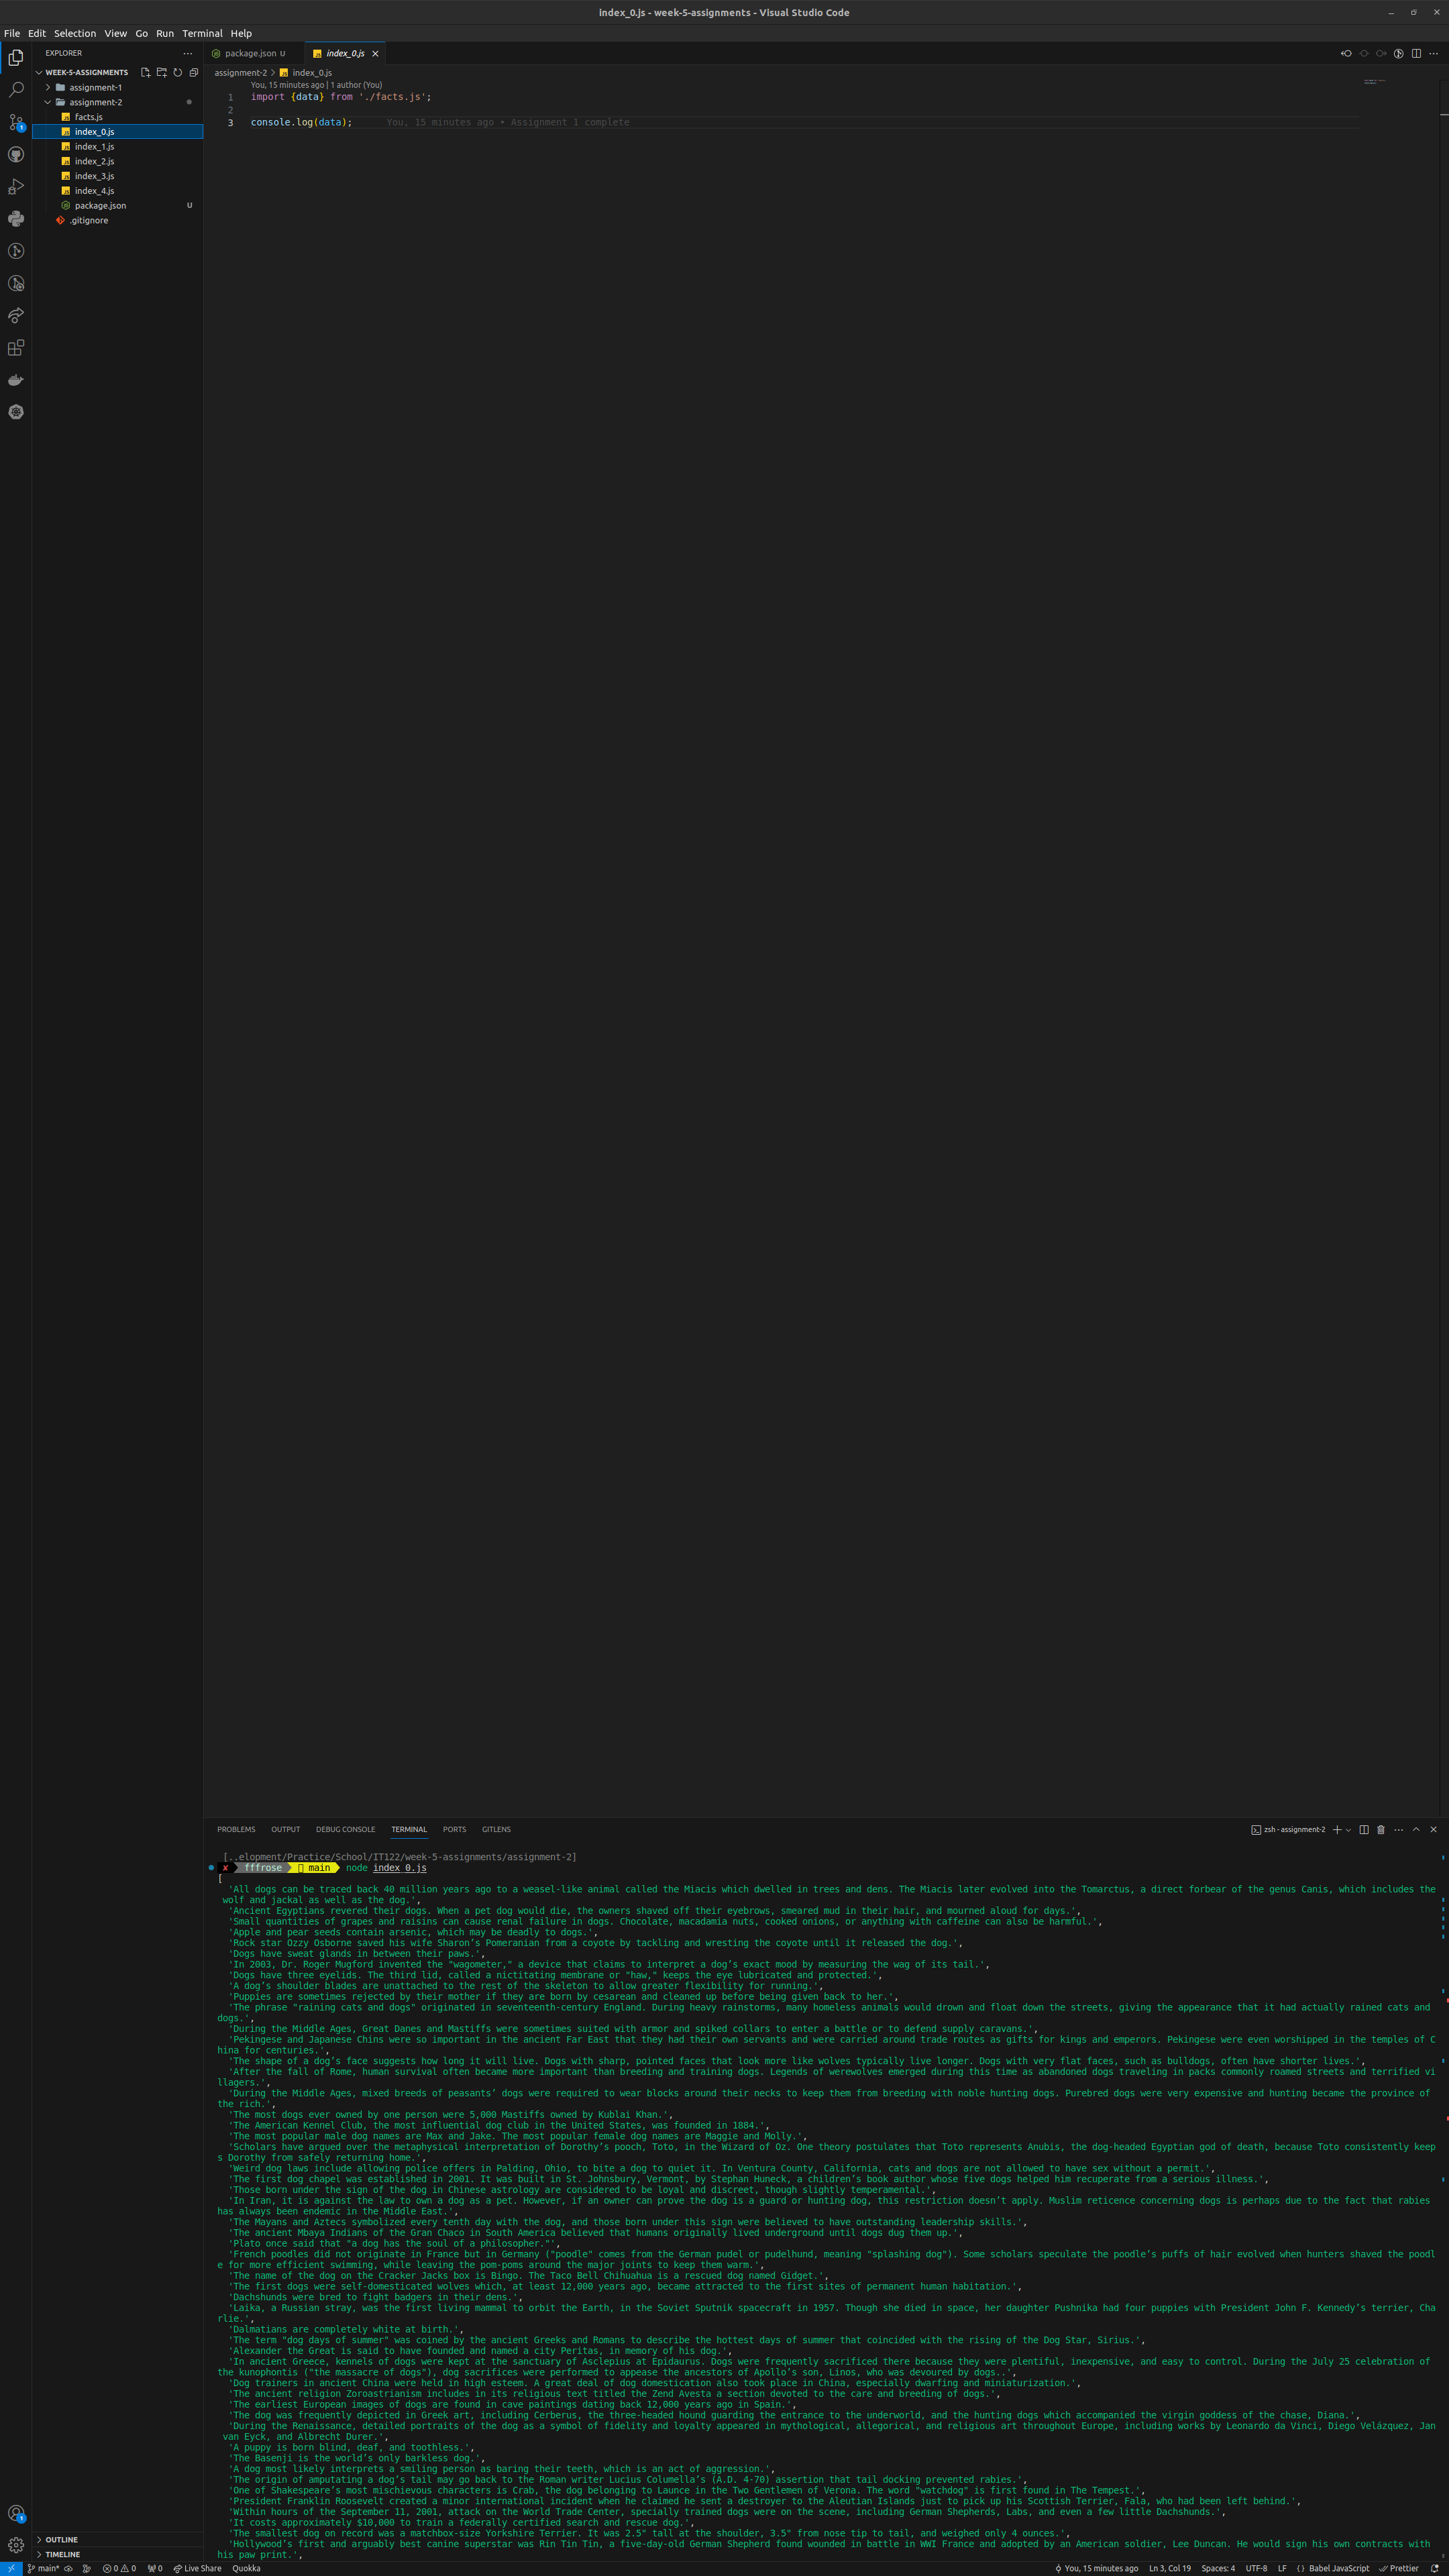 index_0.js - week-5-assignments - Visual Studio Code
File Edit Selection View Go Run Terminal Help
EXPLORER
package.json U
index_0.js
WEEK-5-ASSIGNMENTS
assignment-1
assignment-2
facts.js
index_0.js
index_1.js
index_2.js
index_3.js
index_4.js
package.json U
.gitignore
assignment-2 > index_0.js
You, 15 minutes ago | 1 author (You)
1 import {data} from './facts.js';
2
3 console.log(data); You, 15 minutes ago • Assignment 1 complete
PROBLEMS OUTPUT DEBUG CONSOLE TERMINAL PORTS GITLENS
zsh - assignment-2
[..elopment/Practice/School/IT122/week-5-assignments/assignment-2]
✘ fffrose main node index_0.js
[
'All dogs can be traced back 40 million years ago to a weasel-like animal called the Miacis which dwelled in trees and dens. The Miacis later evolved into the Tomarctus, a direct forbear of the genus Canis, which includes the
wolf and jackal as well as the dog.',
'Ancient Egyptians revered their dogs. When a pet dog would die, the owners shaved off their eyebrows, smeared mud in their hair, and mourned aloud for days.',
'Small quantities of grapes and raisins can cause renal failure in dogs. Chocolate, macadamia nuts, cooked onions, or anything with caffeine can also be harmful.',
'Apple and pear seeds contain arsenic, which may be deadly to dogs.',
'Rock star Ozzy Osborne saved his wife Sharon’s Pomeranian from a coyote by tackling and wresting the coyote until it released the dog.',
'Dogs have sweat glands in between their paws.',
'In 2003, Dr. Roger Mugford invented the "wagometer," a device that claims to interpret a dog’s exact mood by measuring the wag of its tail.',
'Dogs have three eyelids. The third lid, called a nictitating membrane or "haw," keeps the eye lubricated and protected.',
'A dog’s shoulder blades are unattached to the rest of the skeleton to allow greater flexibility for running.',
'Puppies are sometimes rejected by their mother if they are born by cesarean and cleaned up before being given back to her.',
'The phrase "raining cats and dogs" originated in seventeenth-century England. During heavy rainstorms, many homeless animals would drown and float down the streets, giving the appearance that it had actually rained cats and
dogs.',
'During the Middle Ages, Great Danes and Mastiffs were sometimes suited with armor and spiked collars to enter a battle or to defend supply caravans.',
'Pekingese and Japanese Chins were so important in the ancient Far East that they had their own servants and were carried around trade routes as gifts for kings and emperors. Pekingese were even worshipped in the temples of C
hina for centuries.',
'The shape of a dog’s face suggests how long it will live. Dogs with sharp, pointed faces that look more like wolves typically live longer. Dogs with very flat faces, such as bulldogs, often have shorter lives.',
'After the fall of Rome, human survival often became more important than breeding and training dogs. Legends of werewolves emerged during this time as abandoned dogs traveling in packs commonly roamed streets and terrified vi
llagers.',
'During the Middle Ages, mixed breeds of peasants’ dogs were required to wear blocks around their necks to keep them from breeding with noble hunting dogs. Purebred dogs were very expensive and hunting became the province of
the rich.',
'The most dogs ever owned by one person were 5,000 Mastiffs owned by Kublai Khan.',
'The American Kennel Club, the most influential dog club in the United States, was founded in 1884.',
'The most popular male dog names are Max and Jake. The most popular female dog names are Maggie and Molly.',
'Scholars have argued over the metaphysical interpretation of Dorothy’s pooch, Toto, in the Wizard of Oz. One theory postulates that Toto represents Anubis, the dog-headed Egyptian god of death, because Toto consistently keep
s Dorothy from safely returning home.',
'Weird dog laws include allowing police offers in Palding, Ohio, to bite a dog to quiet it. In Ventura County, California, cats and dogs are not allowed to have sex without a permit.',
'The first dog chapel was established in 2001. It was built in St. Johnsbury, Vermont, by Stephan Huneck, a children’s book author whose five dogs helped him recuperate from a serious illness.',
'Those born under the sign of the dog in Chinese astrology are considered to be loyal and discreet, though slightly temperamental.',
'In Iran, it is against the law to own a dog as a pet. However, if an owner can prove the dog is a guard or hunting dog, this restriction doesn’t apply. Muslim reticence concerning dogs is perhaps due to the fact that rabies
has always been endemic in the Middle East.',
'The Mayans and Aztecs symbolized every tenth day with the dog, and those born under this sign were believed to have outstanding leadership skills.',
'The ancient Mbaya Indians of the Gran Chaco in South America believed that humans originally lived underground until dogs dug them up.',
'Plato once said that "a dog has the soul of a philosopher."',
'French poodles did not originate in France but in Germany ("poodle" comes from the German pudel or pudelhund, meaning "splashing dog"). Some scholars speculate the poodle’s puffs of hair evolved when hunters shaved the poodl
e for more efficient swimming, while leaving the pom-poms around the major joints to keep them warm.',
'The name of the dog on the Cracker Jacks box is Bingo. The Taco Bell Chihuahua is a rescued dog named Gidget.',
'The first dogs were self-domesticated wolves which, at least 12,000 years ago, became attracted to the first sites of permanent human habitation.',
'Dachshunds were bred to fight badgers in their dens.',
'Laika, a Russian stray, was the first living mammal to orbit the Earth, in the Soviet Sputnik spacecraft in 1957. Though she died in space, her daughter Pushnika had four puppies with President John F. Kennedy’s terrier, Cha
rlie.',
'Dalmatians are completely white at birth.',
'The term "dog days of summer" was coined by the ancient Greeks and Romans to describe the hottest days of summer that coincided with the rising of the Dog Star, Sirius.',
'Alexander the Great is said to have founded and named a city Peritas, in memory of his dog.',
'In ancient Greece, kennels of dogs were kept at the sanctuary of Asclepius at Epidaurus. Dogs were frequently sacrificed there because they were plentiful, inexpensive, and easy to control. During the July 25 celebration of
the kunophontis ("the massacre of dogs"), dog sacrifices were performed to appease the ancestors of Apollo’s son, Linos, who was devoured by dogs..',
'Dog trainers in ancient China were held in high esteem. A great deal of dog domestication also took place in China, especially dwarfing and miniaturization.',
'The ancient religion Zoroastrianism includes in its religious text titled the Zend Avesta a section devoted to the care and breeding of dogs.',
'The earliest European images of dogs are found in cave paintings dating back 12,000 years ago in Spain.',
'The dog was frequently depicted in Greek art, including Cerberus, the three-headed hound guarding the entrance to the underworld, and the hunting dogs which accompanied the virgin goddess of the chase, Diana.',
'During the Renaissance, detailed portraits of the dog as a symbol of fidelity and loyalty appeared in mythological, allegorical, and religious art throughout Europe, including works by Leonardo da Vinci, Diego Velázquez, Jan
van Eyck, and Albrecht Durer.',
'A puppy is born blind, deaf, and toothless.',
'The Basenji is the world’s only barkless dog.',
'A dog most likely interprets a smiling person as baring their teeth, which is an act of aggression.',
'The origin of amputating a dog’s tail may go back to the Roman writer Lucius Columella’s (A.D. 4-70) assertion that tail docking prevented rabies.',
'One of Shakespeare’s most mischievous characters is Crab, the dog belonging to Launce in the Two Gentlemen of Verona. The word "watchdog" is first found in The Tempest.',
'President Franklin Roosevelt created a minor international incident when he claimed he sent a destroyer to the Aleutian Islands just to pick up his Scottish Terrier, Fala, who had been left behind.',
'Within hours of the September 11, 2001, attack on the World Trade Center, specially trained dogs were on the scene, including German Shepherds, Labs, and even a few little Dachshunds.',
'It costs approximately $10,000 to train a federally certified search and rescue dog.',
'The smallest dog on record was a matchbox-size Yorkshire Terrier. It was 2.5" tall at the shoulder, 3.5" from nose tip to tail, and weighed only 4 ounces.',
'Hollywood’s first and arguably best canine superstar was Rin Tin Tin, a five-day-old German Shepherd found wounded in battle in WWI France and adopted by an American soldier, Lee Duncan. He would sign his own contracts with
his paw print.',
OUTLINE
TIMELINE
main* 0 0 0 Live Share Quokka You, 15 minutes ago Ln 3, Col 19 Spaces: 4 UTF-8 LF {} Babel JavaScript Prettier